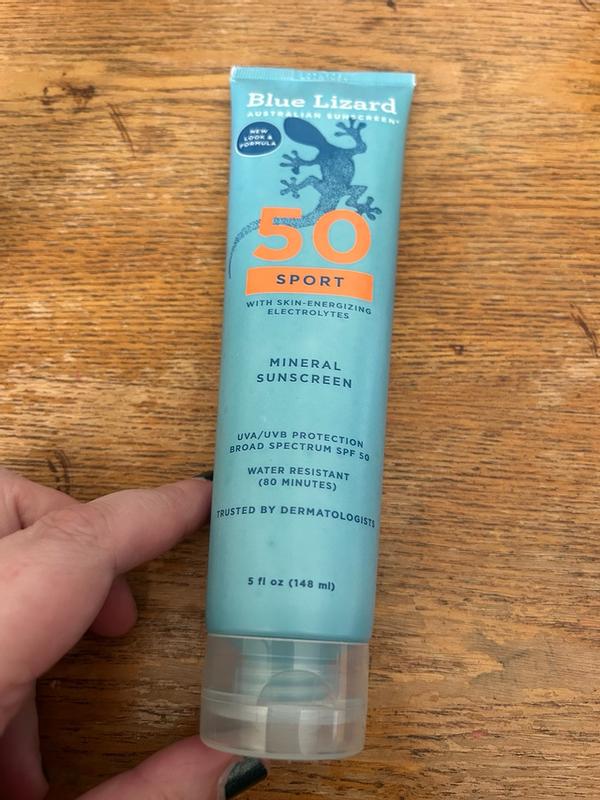 Blue Lizard
AUSTRALIAN SUNSCREEN
NEW
LOOK &
FORMULA
50
SPORT
WITH SKIN-ENERGIZING
ELECTROLYTES
MINERAL
SUNSCREEN
UVA/UVB PROTECTION
BROAD SPECTRUM SPF 50
WATER RESISTANT
(80 MINUTES)
TRUSTED BY DERMATOLOGISTS
5 fl oz (148 ml)